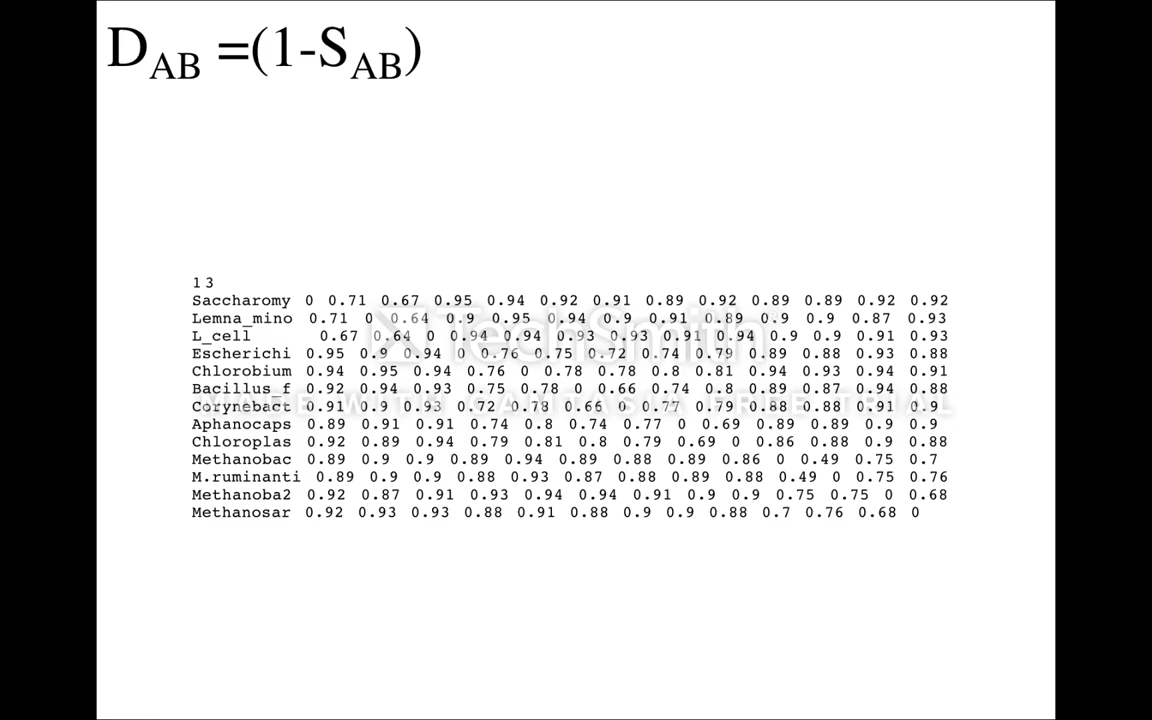 D_AB =(1-S_AB)
13
Saccharomy 0 0.71 0.67 0.95 0.94 0.92 0.91 0.89 0.92 0.89 0.89 0.92 0.92
Lemna_mino 0.71 0 0.64 0.9 0.95 0.94 0.9 0.91 0.89 0.9 0.9 0.87 0.93
L_cell 0.67 0.64 0 0.94 0.94 0.93 0.93 0.91 0.94 0.9 0.9 0.91 0.93
Escherichi 0.95 0.9 0.94 0 0.76 0.75 0.72 0.74 0.79 0.89 0.88 0.93 0.88
Chlorobium 0.94 0.95 0.94 0.76 0 0.78 0.78 0.8 0.81 0.94 0.93 0.94 0.91
Bacillus_f 0.92 0.94 0.93 0.75 0.78 0 0.66 0.74 0.8 0.89 0.87 0.94 0.88
Corynebact 0.91 0.9 0.93 0.72 0.78 0.66 0 0.77 0.79 0.88 0.88 0.91 0.9
Aphanocaps 0.89 0.91 0.91 0.74 0.8 0.74 0.77 0 0.69 0.89 0.89 0.9 0.9
Chloroplas 0.92 0.89 0.94 0.79 0.81 0.8 0.79 0.69 0 0.86 0.88 0.9 0.88
Methanobac 0.89 0.9 0.9 0.89 0.94 0.89 0.88 0.89 0.86 0 0.49 0.75 0.7
M.ruminanti 0.89 0.9 0.9 0.88 0.93 0.87 0.88 0.89 0.88 0.49 0 0.75 0.76
Methanoba2 0.92 0.87 0.91 0.93 0.94 0.94 0.91 0.9 0.9 0.75 0.75 0 0.68
Methanosar 0.92 0.93 0.93 0.88 0.91 0.88 0.9 0.9 0.88 0.7 0.76 0.68 0
TechSmith
MADE WITH CAMTASIA FREE TRIAL